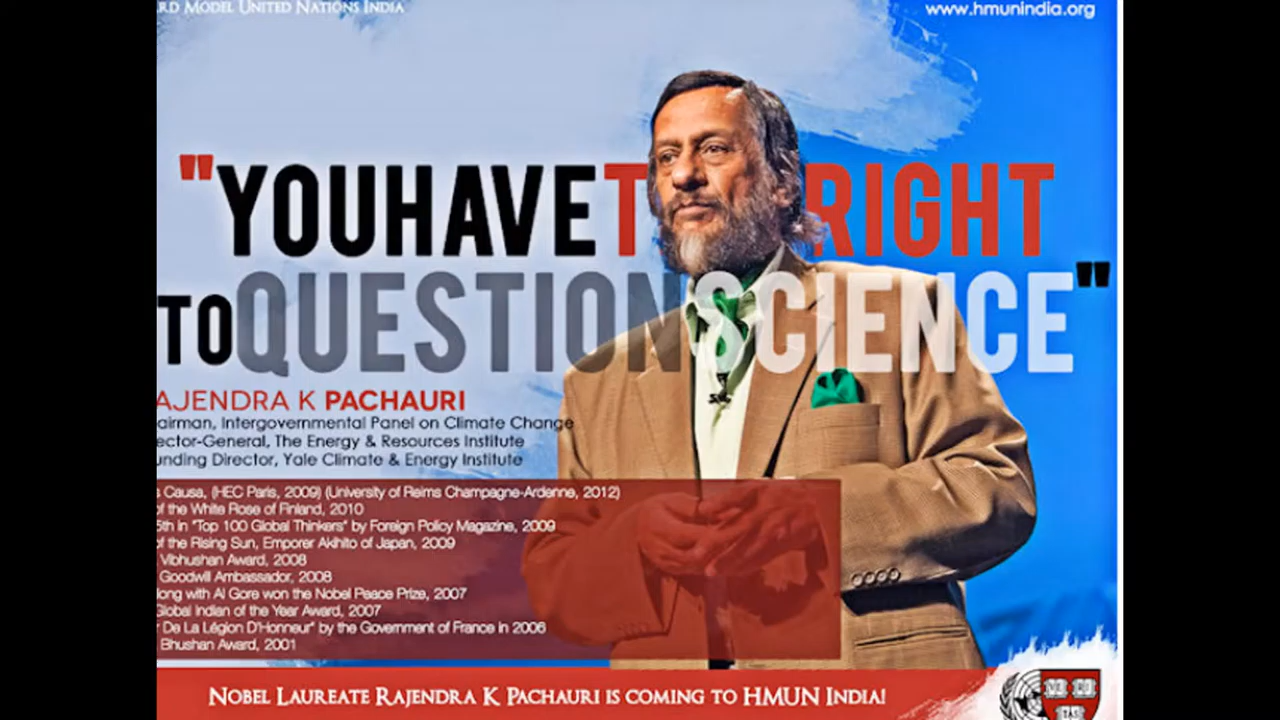 RD MODEL UNITED NATIONS INDIA
www.hmunindia.org
"YOUHAVET RIGHT
TOQUESTIONSCIENCE"
AJENDRA K PACHAURI
airman, Intergovernmental Panel on Climate Change
ector-General, The Energy & Resources Institute
unding Director, Yale Climate & Energy Institute
s Causa, (HEC Paris, 2009) (University of Reims Champagne-Ardenne, 2012)
of the White Rose of Finland, 2010
5th in "Top 100 Global Thinkers" by Foreign Policy Magazine, 2009
of the Rising Sun, Emporer Akihito of Japan, 2009
Vibhushan Award, 2008
Goodwill Ambassador, 2008
long with Al Gore won the Nobel Peace Prize, 2007
Global Indian of the Year Award, 2007
r De La Légion D'Honneur" by the Government of France in 2006
Bhushan Award, 2001
NOBEL LAUREATE RAJENDRA K PACHAURI IS COMING TO HMUN INDIA!